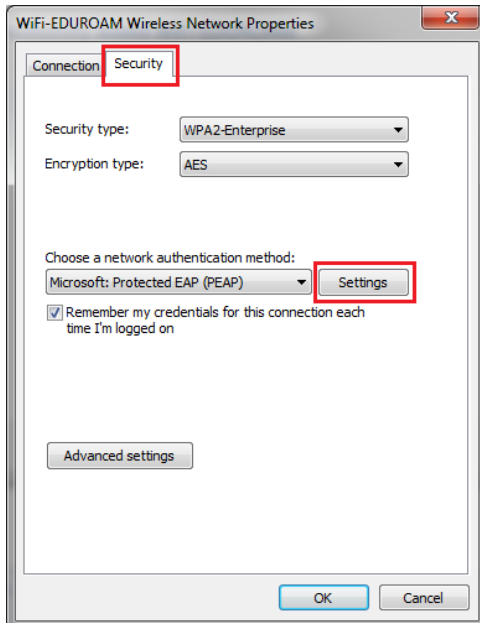 WiFi-EDUROAM Wireless Network Properties
Connection Security
Security type: WPA2-Enterprise
Encryption type: AES
Choose a network authentication method:
Microsoft: Protected EAP (PEAP) Settings
Remember my credentials for this connection each
time I'm logged on
Advanced settings
OK Cancel